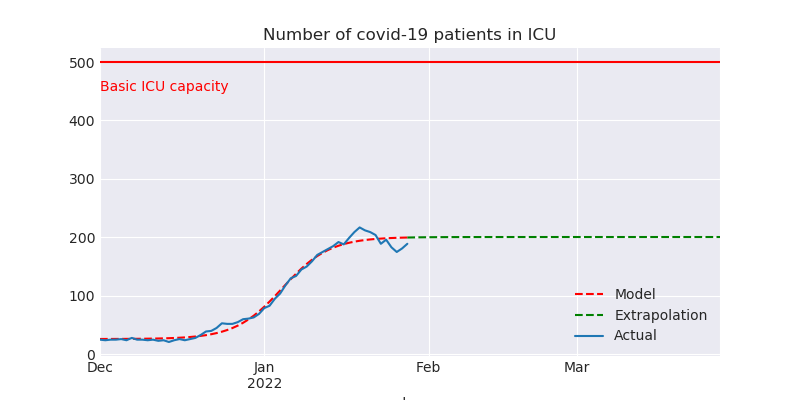 Number of covid-19 patients in ICU
500
Basic ICU capacity
400
300
200
100
0
Model
Extrapolation
Actual
Dec
Jan
2022
Feb
Mar